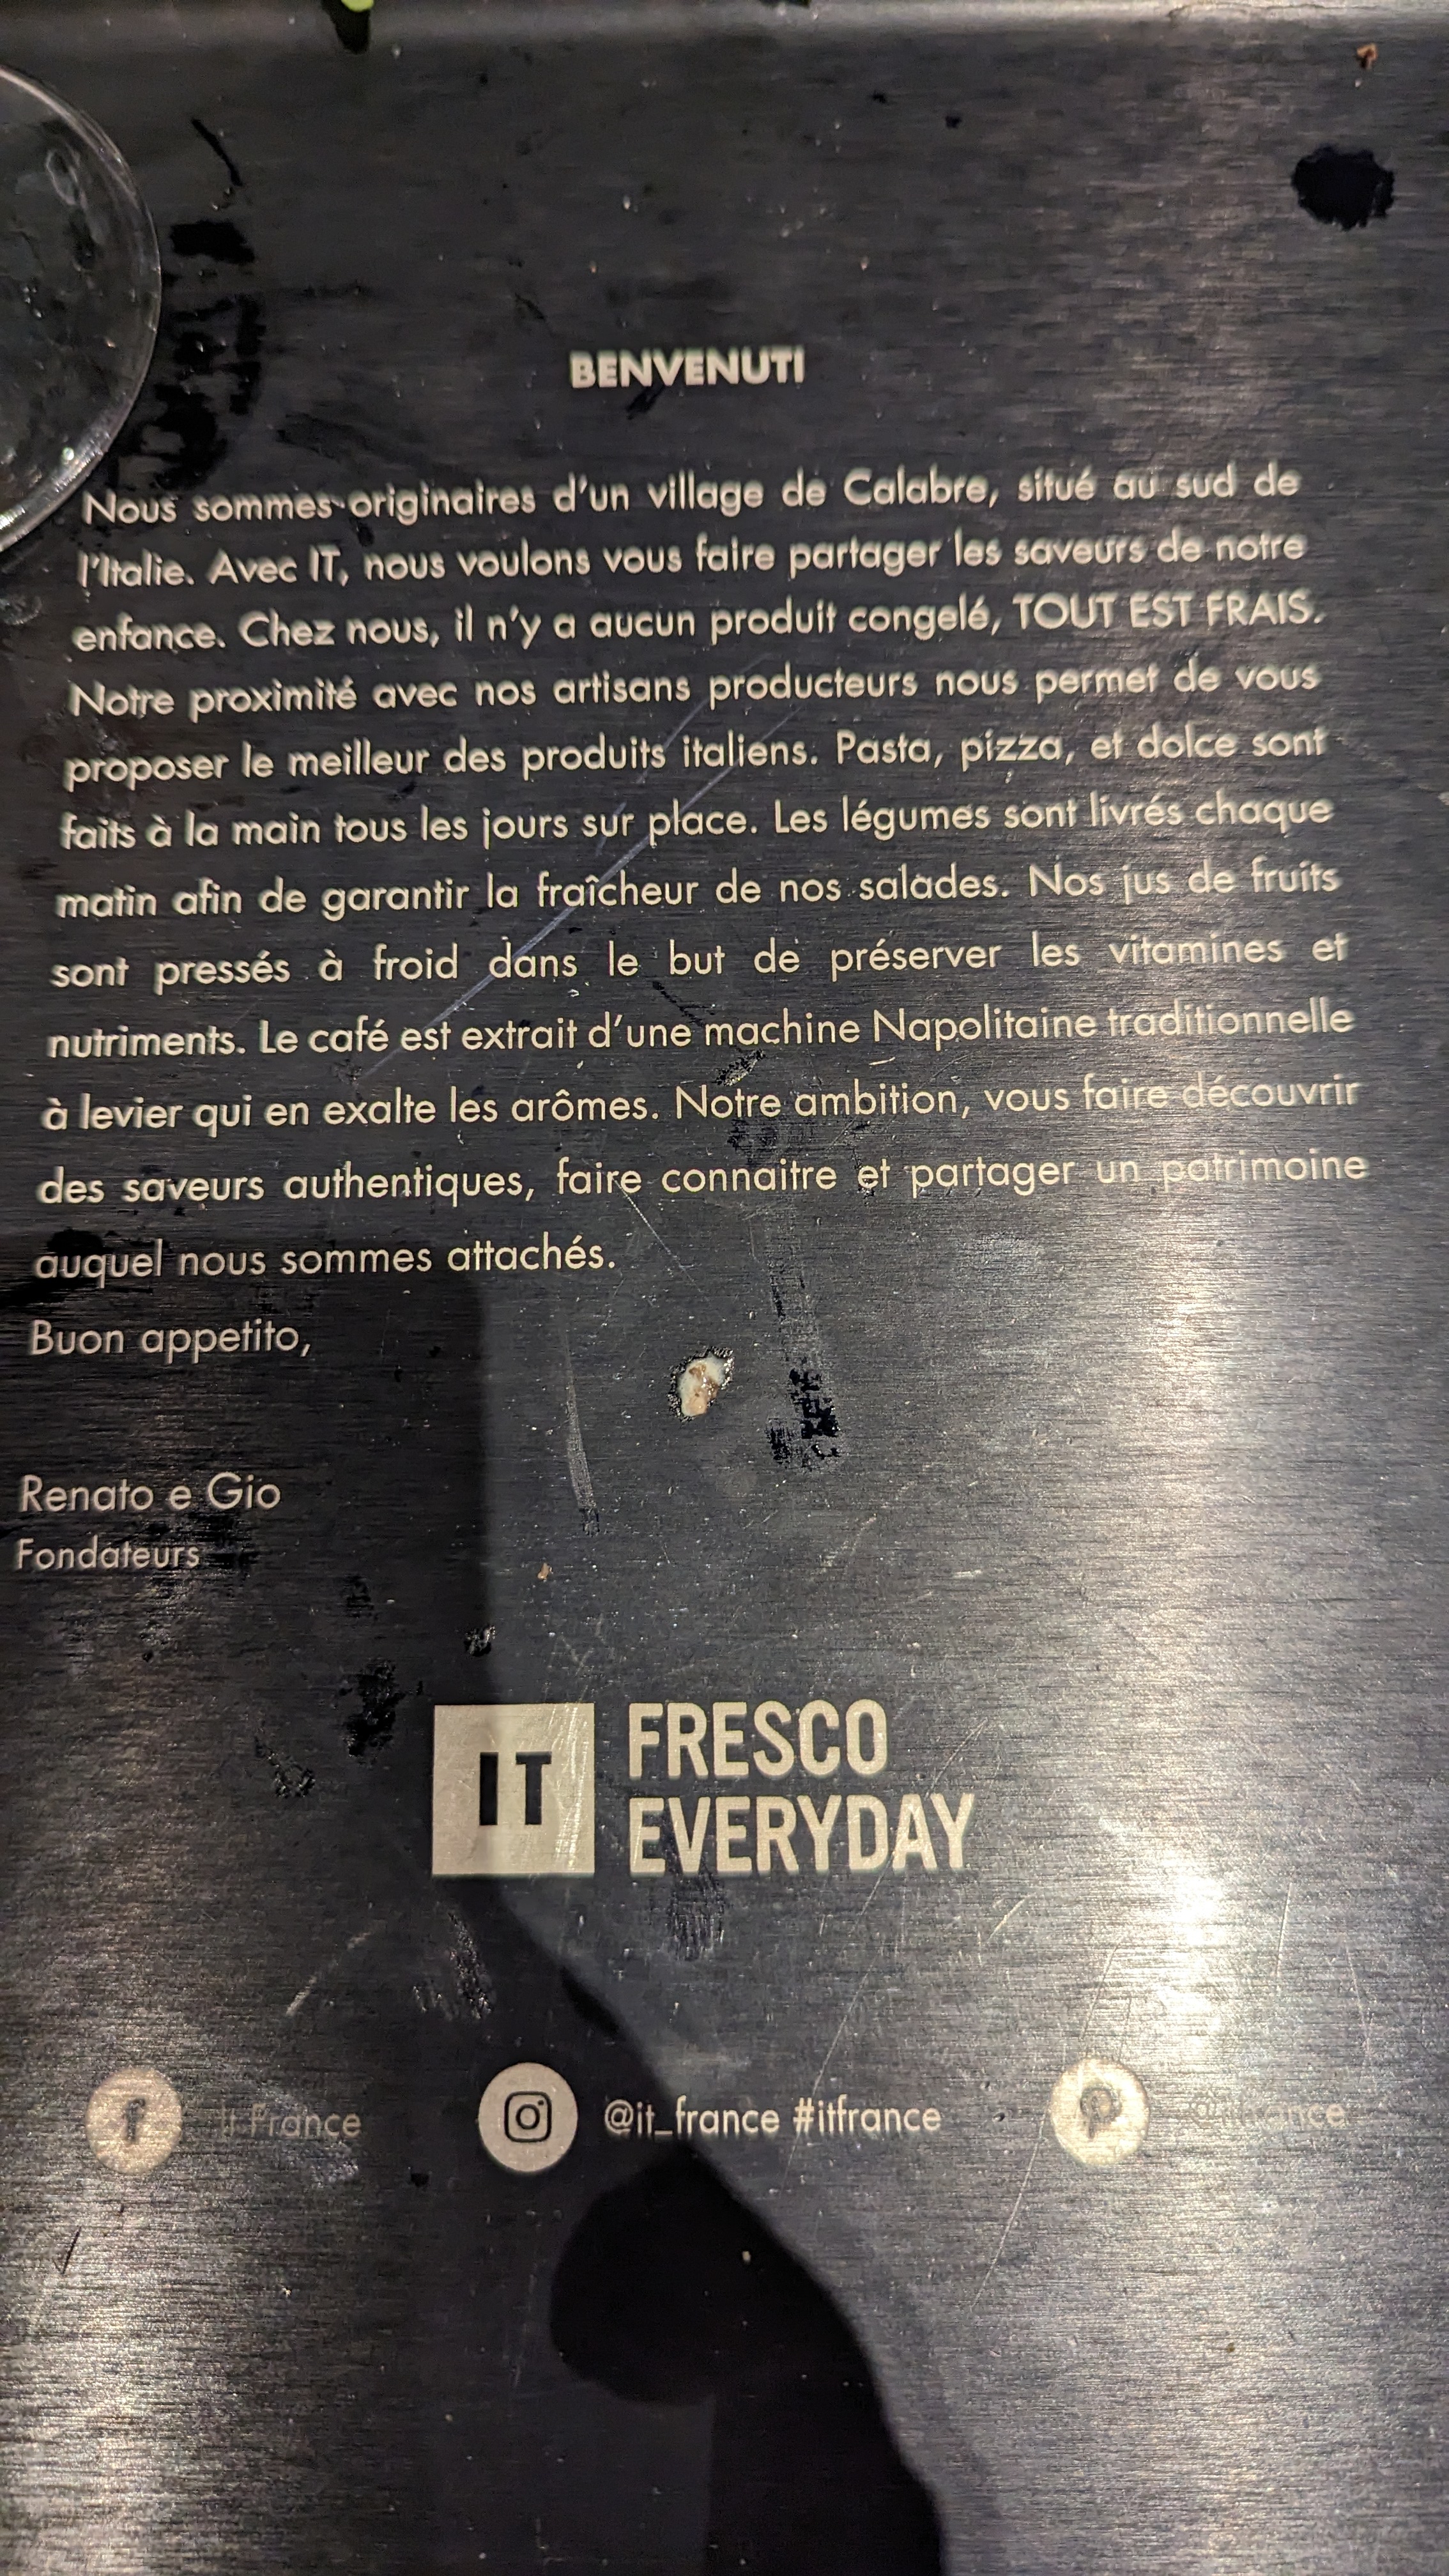 BENVENUTI
Nous sommes originaires d'un village de Calabre, situé au sud de
l'Italie. Avec IT, nous voulons vous faire partager les saveurs de notre
enfance. Chez nous, il n'y a aucun produit congelé, TOUT EST FRAIS.
Notre proximité avec nos artisans producteurs nous permet de vous
proposer le meilleur des produits italiens. Pasta, pizza, et dolce sont
faits à la main tous les jours sur place. Les légumes sont livrés chaque
matin afin de garantir la fraîcheur de nos salades. Nos jus de fruits
sont pressés à froid dans le but de préserver les vitamines et
nutriments. Le café est extrait d'une machine Napolitaine traditionnelle
à levier qui en exalte les arômes. Notre ambition, vous faire découvrir
des saveurs authentiques, faire connaitre et partager un patrimoine
auquel nous sommes attachés.
Buon appetito,
Renato e Gio
Fondateurs
IT FRESCO
EVERYDAY
It France @it_france #itfrance